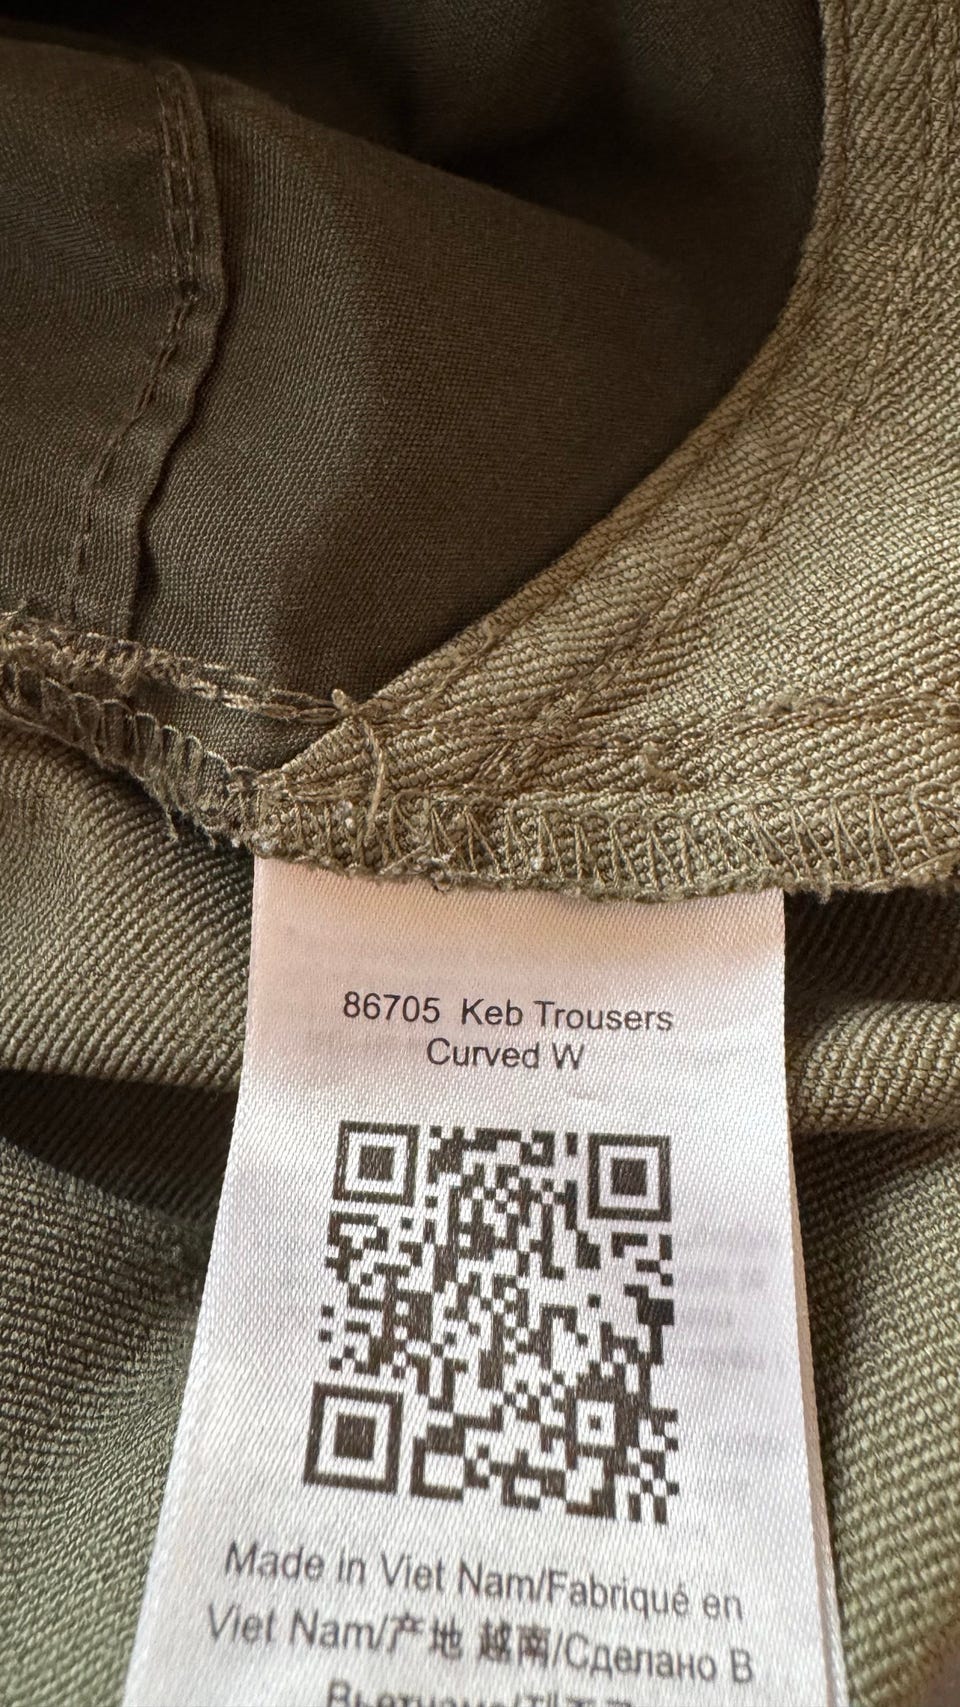 86705 Keb Trousers
Curved W
Made in Viet Nam/Fabriqué en
Viet Nam/产地 越南/Сделано В